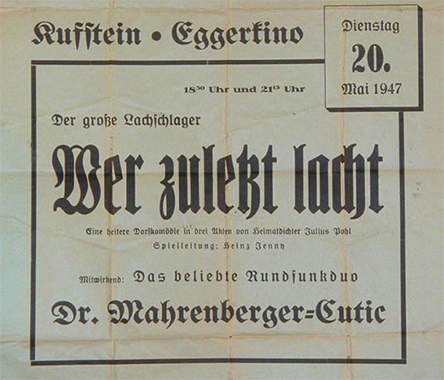 Kufstein • Eggerkino
Dienstag
20.
Mai 1947
18³⁰ Uhr und 21¹⁵ Uhr
Der große Lachschlager
Wer zuletzt lacht
Eine heitere Dorfkomödie in drei Akten von Heimatdichter Julius Pohl
Spielleitung: Heinz Jenny
Mitwirkend: Das beliebte Rundfunkduo
Dr. Mahrenberger-Cutic